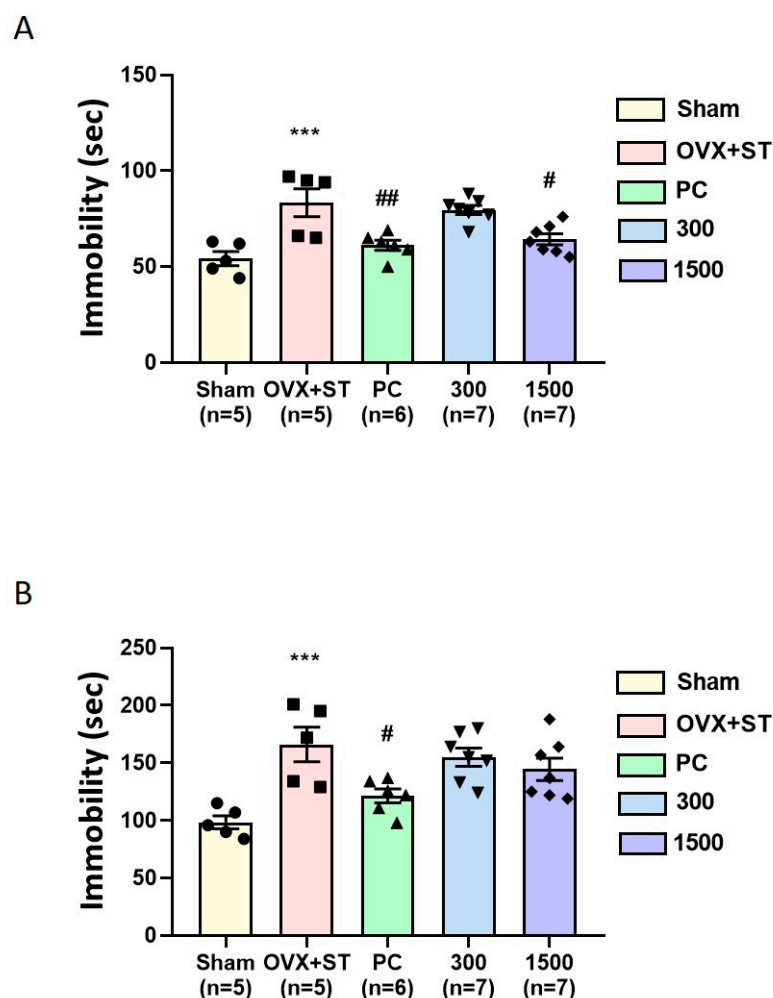 A
Immobility (sec)
150
100
50
0
***
##
#
Sham
(n=5)
OVX+ST
(n=5)
PC
(n=6)
300
(n=7)
1500
(n=7)
Sham
OVX+ST
PC
300
1500
B
Immobility (sec)
250
200
150
100
50
0
***
#
Sham
(n=5)
OVX+ST
(n=5)
PC
(n=6)
300
(n=7)
1500
(n=7)
Sham
OVX+ST
PC
300
1500